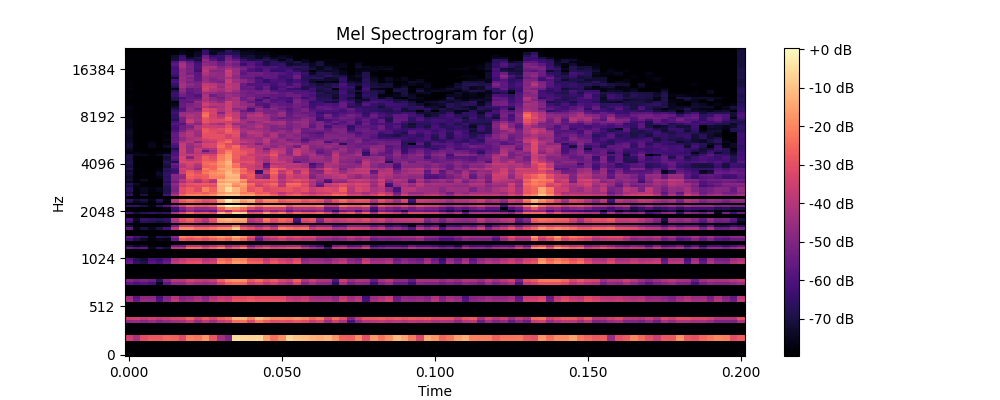 Mel Spectrogram for (g)
16384
8192
4096
2048
1024
512
0
Hz
0.000
0.050
0.100
0.150
0.200
Time
+0 dB
-10 dB
-20 dB
-30 dB
-40 dB
-50 dB
-60 dB
-70 dB